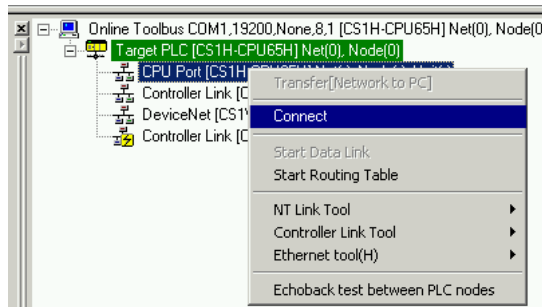 Online Toolbus COM1,19200,None,8,1 [CS1H-CPU65H] Net(0), Node(0
Target PLC [CS1H-CPU65H] Net(0), Node(0)
CPU Port [CS1H
Controller Link [C
DeviceNet [CS1
Controller Link [C
Transfer[Network to PC]
Connect
Start Data Link
Start Routing Table
NT Link Tool
Controller Link Tool
Ethernet tool(H)
Echoback test between PLC nodes